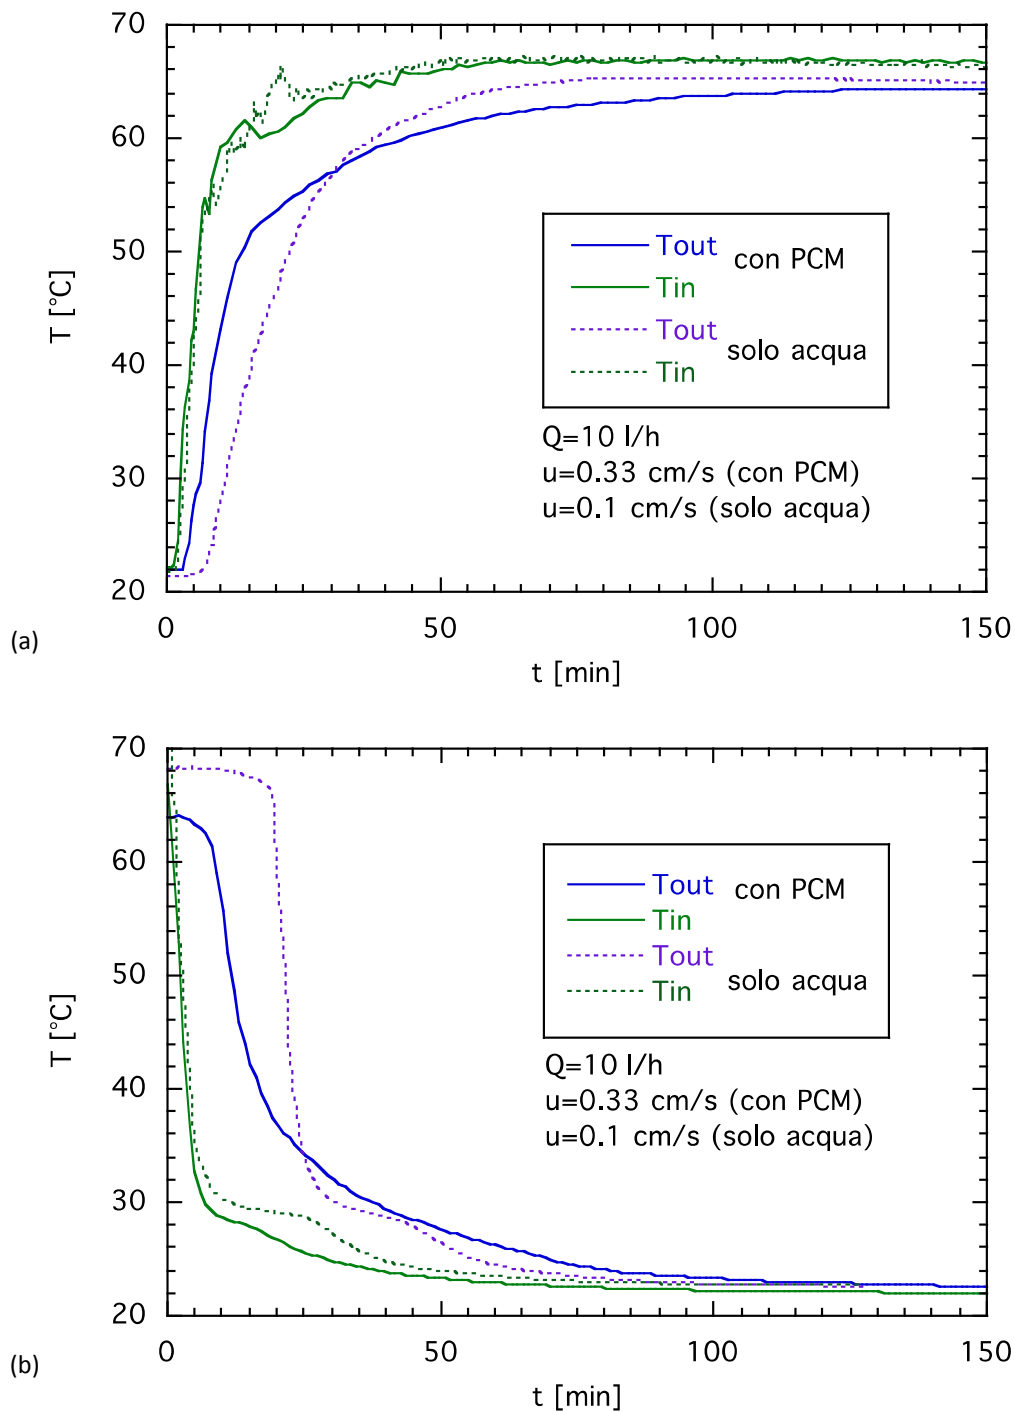 70
60
50
40
30
20
T [°C]
Tout con PCM
Tin
Tout solo acqua
Tin
Q=10 l/h
u=0.33 cm/s (con PCM)
u=0.1 cm/s (solo acqua)
0 50 100 150
(a)
t [min]
70
60
50
40
30
20
T [°C]
Tout con PCM
Tin
Tout solo acqua
Tin
Q=10 l/h
u=0.33 cm/s (con PCM)
u=0.1 cm/s (solo acqua)
0 50 100 150
(b)
t [min]